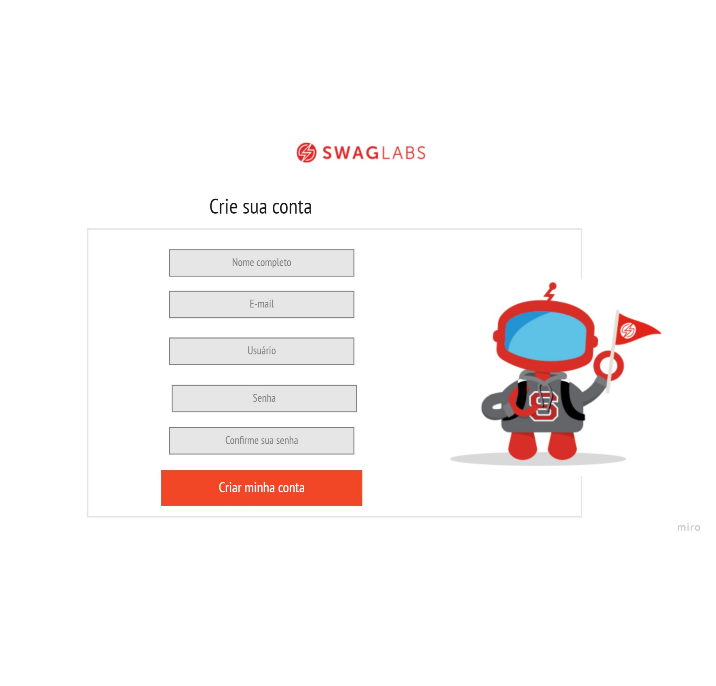 SWAGLABS
Crie sua conta
Nome completo
E-mail
Usuário
Senha
Confirme sua senha
Criar minha conta
S
miro